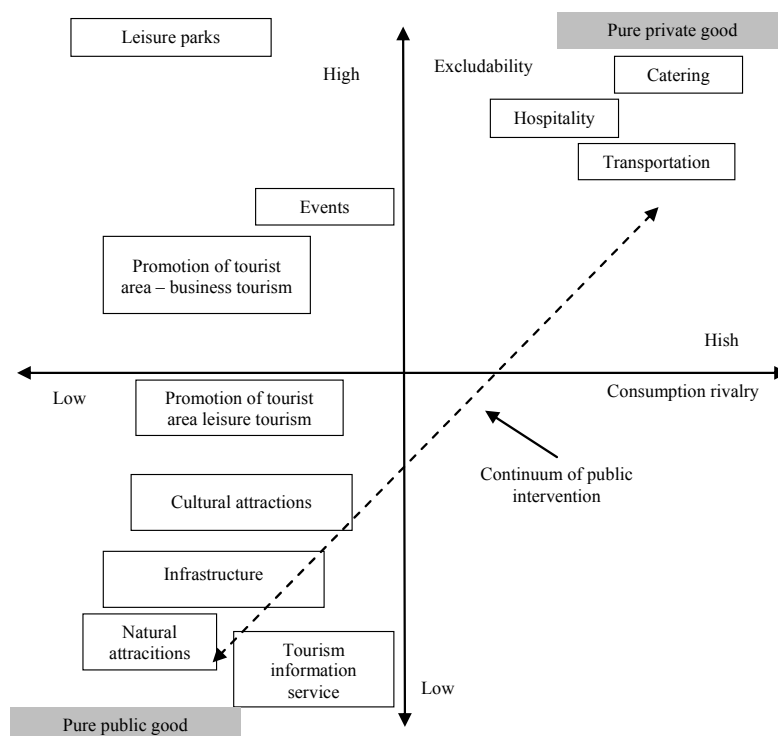 Pure private good
Leisure parks
High
Excludability
Catering
Hospitality
Transportation
Events
Promotion of tourist
area – business tourism
Hish
Low
Promotion of tourist
area leisure tourism
Consumption rivalry
Continuum of public
intervention
Cultural attractions
Infrastructure
Natural
attracitions
Tourism
information
service
Low
Pure public good